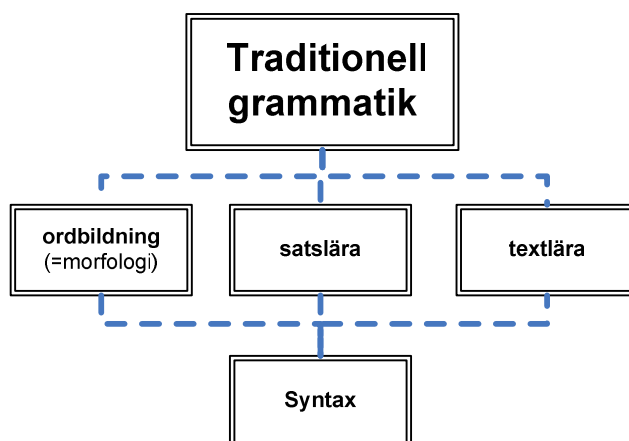 Traditionell
grammatik
ordbildning
(=morfologi)
satslära
textlära
Syntax